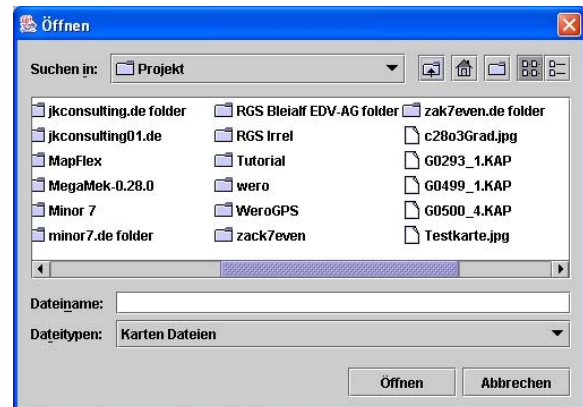 Öffnen
Suchen in: Projekt
jkconsulting.de folder
jkconsulting01.de
MapFlex
MegaMek-0.28.0
Minor 7
minor7.de folder
RGS Bleialf EDV-AG folder
RGS Irrel
Tutorial
wero
WeroGPS
zack7even
zak7even.de folder
c28o3Grad.jpg
G0293_1.KAP
G0499_1.KAP
G0500_4.KAP
Testkarte.jpg
Dateiname:
Dateitypen: Karten Dateien
Öffnen Abbrechen